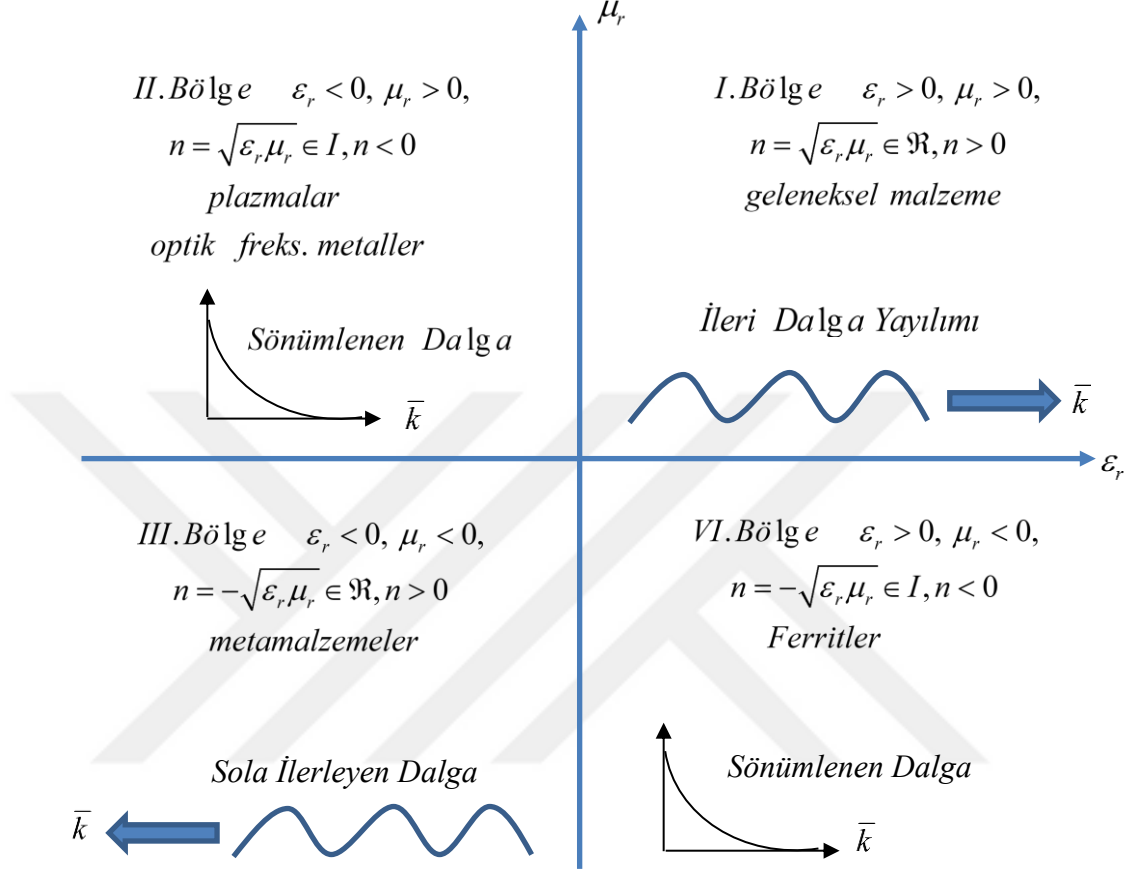 μr
II.Bölge εr < 0, μr > 0,
n = √εrμr ∈ I, n < 0
plazmalar
optik freks. metaller
Sönümlenen Dalga
k̄
I.Bölge εr > 0, μr > 0,
n = √εrμr ∈ ℜ, n > 0
geleneksel malzeme
İleri Dalga Yayılımı
k̄
εr
III.Bölge εr < 0, μr < 0,
n = −√εrμr ∈ ℜ, n > 0
metamalzemeler
Sola İlerleyen Dalga
k̄
VI.Bölge εr > 0, μr < 0,
n = −√εrμr ∈ I, n < 0
Ferritler
Sönümlenen Dalga
k̄